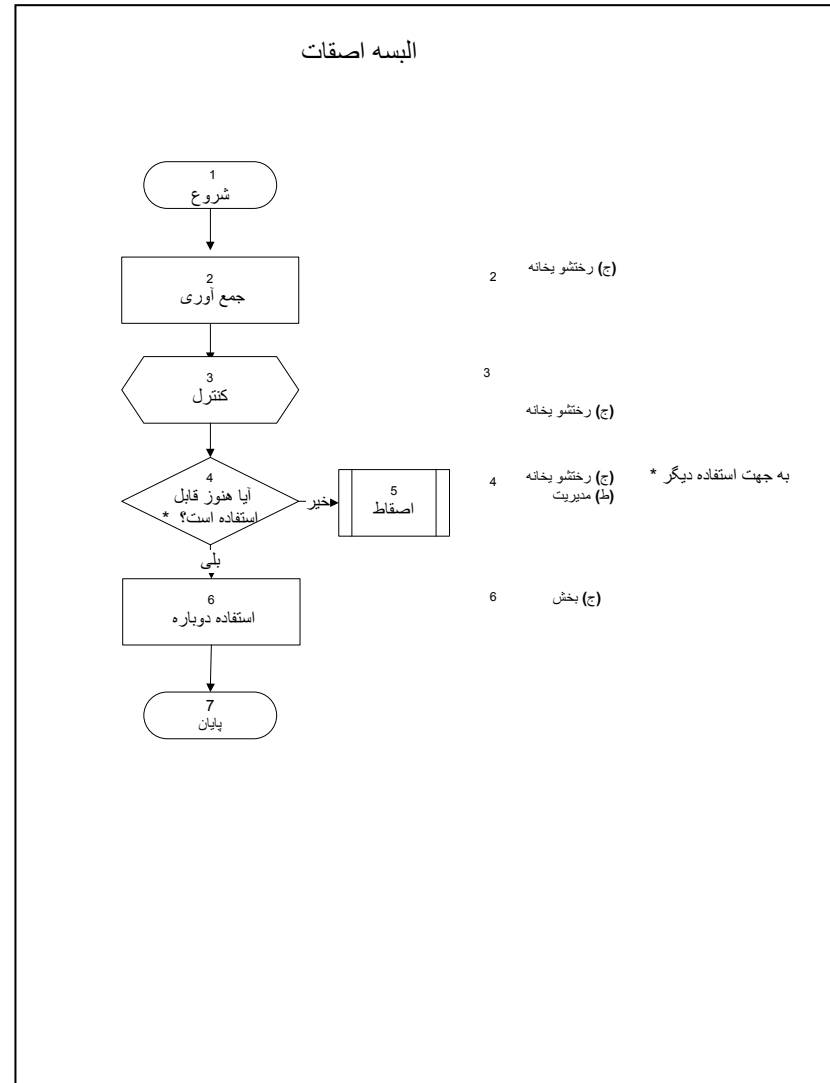 البسه اصقات
1
شروع
2
جمع آوری
2
(ج) رختشو یخانه
3
کنترل
3
(ج) رختشو یخانه
4
آیا هنوز قابل
استفاده است؟ *
خیر
5
اصقاط
4
(ج) رختشو یخانه
(ط) مدیریت
به جهت استفاده دیگر *
بلی
6
استفاده دوباره
6
(ج) بخش
7
پایان